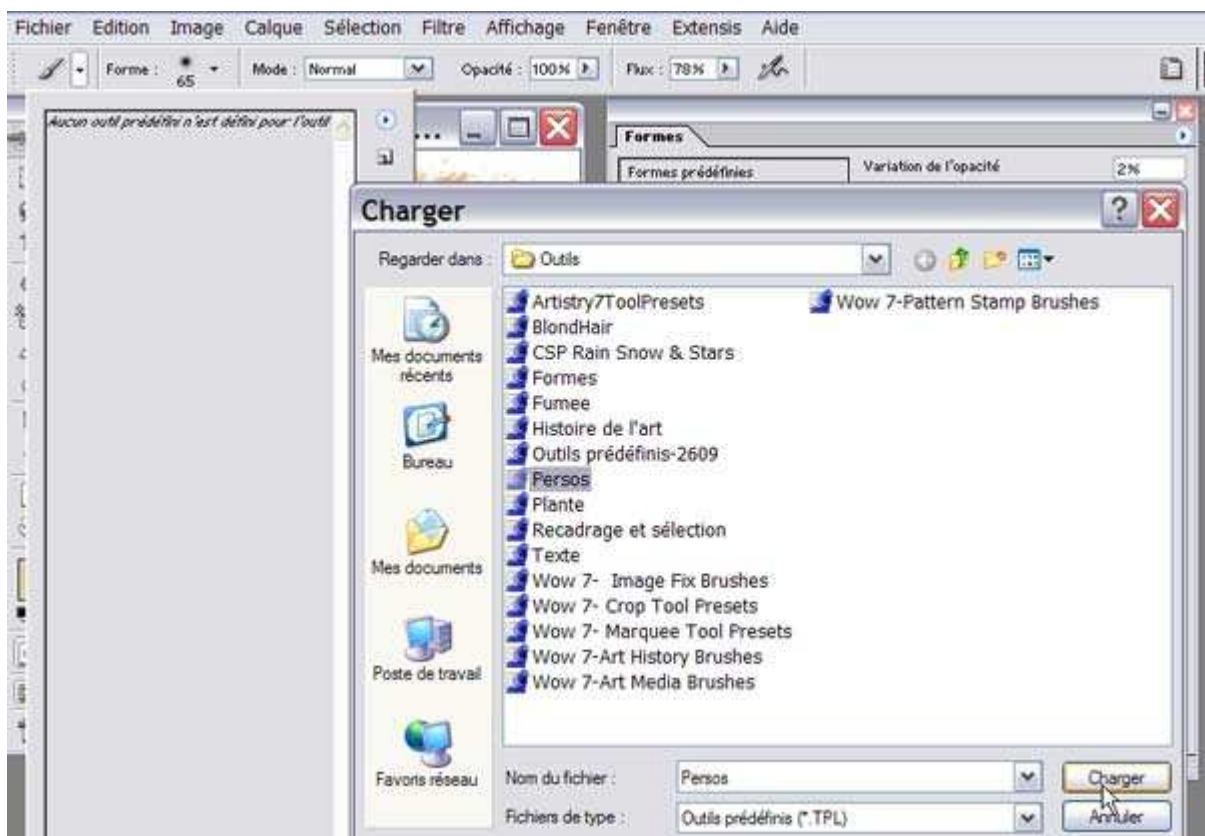 Fichier Edition Image Calque Sélection Filtre Affichage Fenêtre Extensis Aide
Forme : 65 Mode : Normal Opacité : 100% Flux : 78%
Aucun outil prédéfini n'est défini pour l'outil
...
Formes
Formes prédéfinies
Variation de l'opacité 2%
Charger
Regarder dans : Outils
Mes documents récents
Bureau
Mes documents
Poste de travail
Favoris réseau
Artistry7ToolPresets
BlondHair
CSP Rain Snow & Stars
Formes
Fumee
Histoire de l'art
Outils prédéfinis-2609
Persos
Plante
Recadrage et sélection
Texte
Wow 7- Image Fix Brushes
Wow 7- Crop Tool Presets
Wow 7- Marquee Tool Presets
Wow 7-Art History Brushes
Wow 7-Art Media Brushes
Wow 7-Pattern Stamp Brushes
Nom du fichier : Persos Charger
Fichiers de type : Outils prédéfinis (*.TPL) Annuler